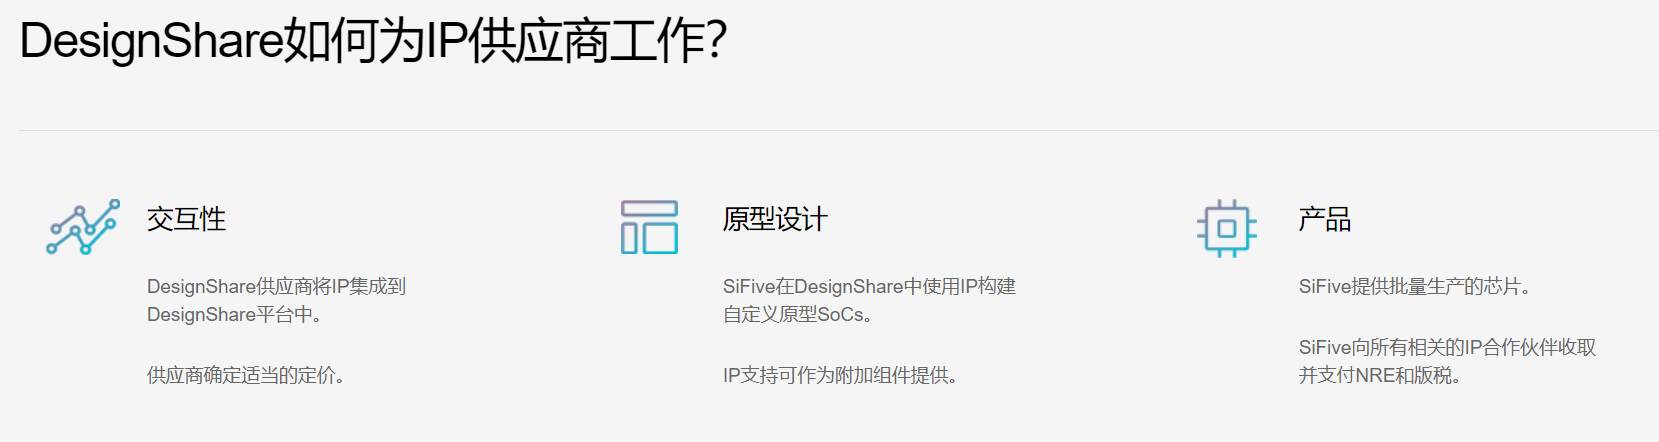 DesignShare如何为IP供应商工作？
交互性
DesignShare供应商将IP集成到
DesignShare平台中。
供应商确定适当的定价。
原型设计
SiFive在DesignShare中使用IP构建
自定义原型SoCs。
IP支持可作为附加组件提供。
产品
SiFive提供批量生产的芯片。
SiFive向所有相关的IP合作伙伴收取
并支付NRE和版税。